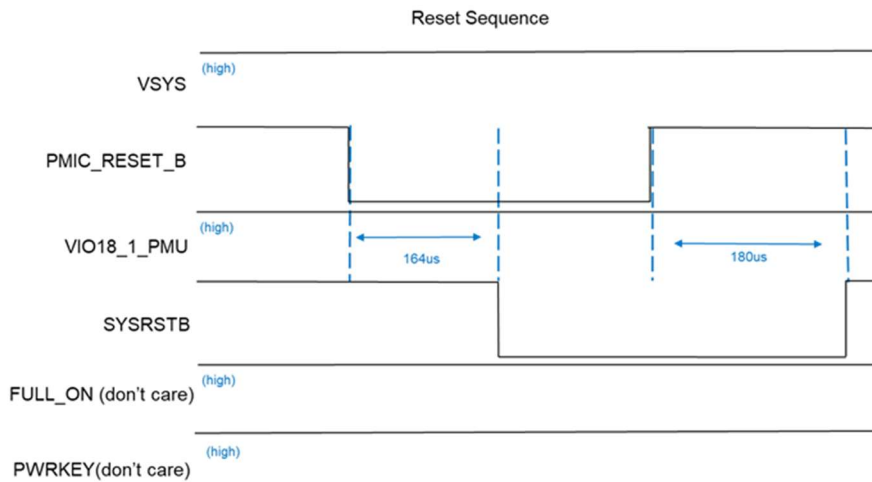 Reset Sequence
(high)
VSYS
PMIC_RESET_B
(high)
VIO18_1_PMU
164us
180us
SYSRSTB
(high)
FULL_ON (don't care)
(high)
PWRKEY(don't care)